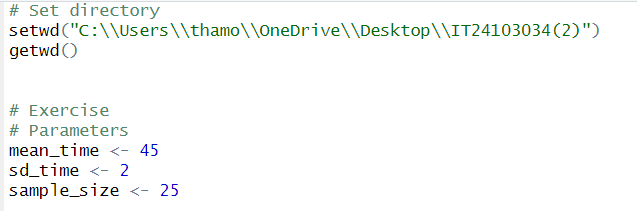 # Set directory
setwd("C:\\Users\\thamo\\OneDrive\\Desktop\\IT24103034(2)")
getwd()
# Exercise
# Parameters
mean_time <- 45
sd_time <- 2
sample_size <- 25